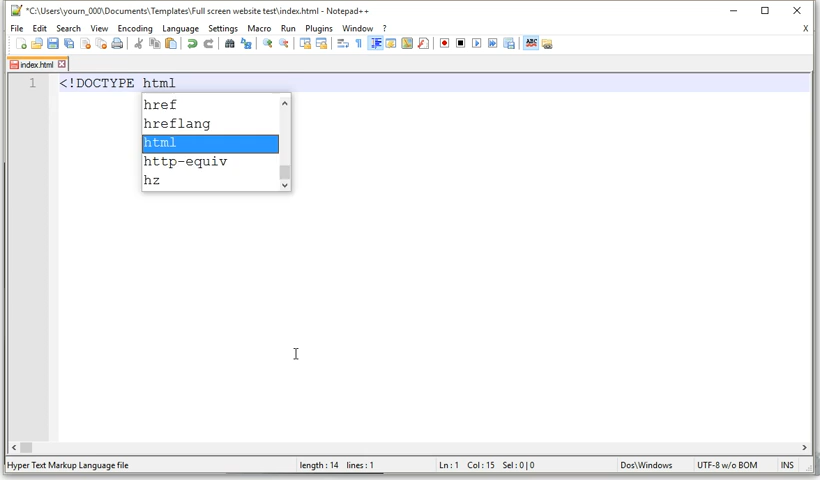 *C:\Users\yourn_000\Documents\Templates\Full screen website test\index.html - Notepad++
File Edit Search View Encoding Language Settings Macro Run Plugins Window ? X
index.html
1 <!DOCTYPE html
href
hreflang
html
http-equiv
hz
Hyper Text Markup Language file length : 14 lines : 1 Ln : 1 Col : 15 Sel : 0 | 0 Dos\Windows UTF-8 w/o BOM INS